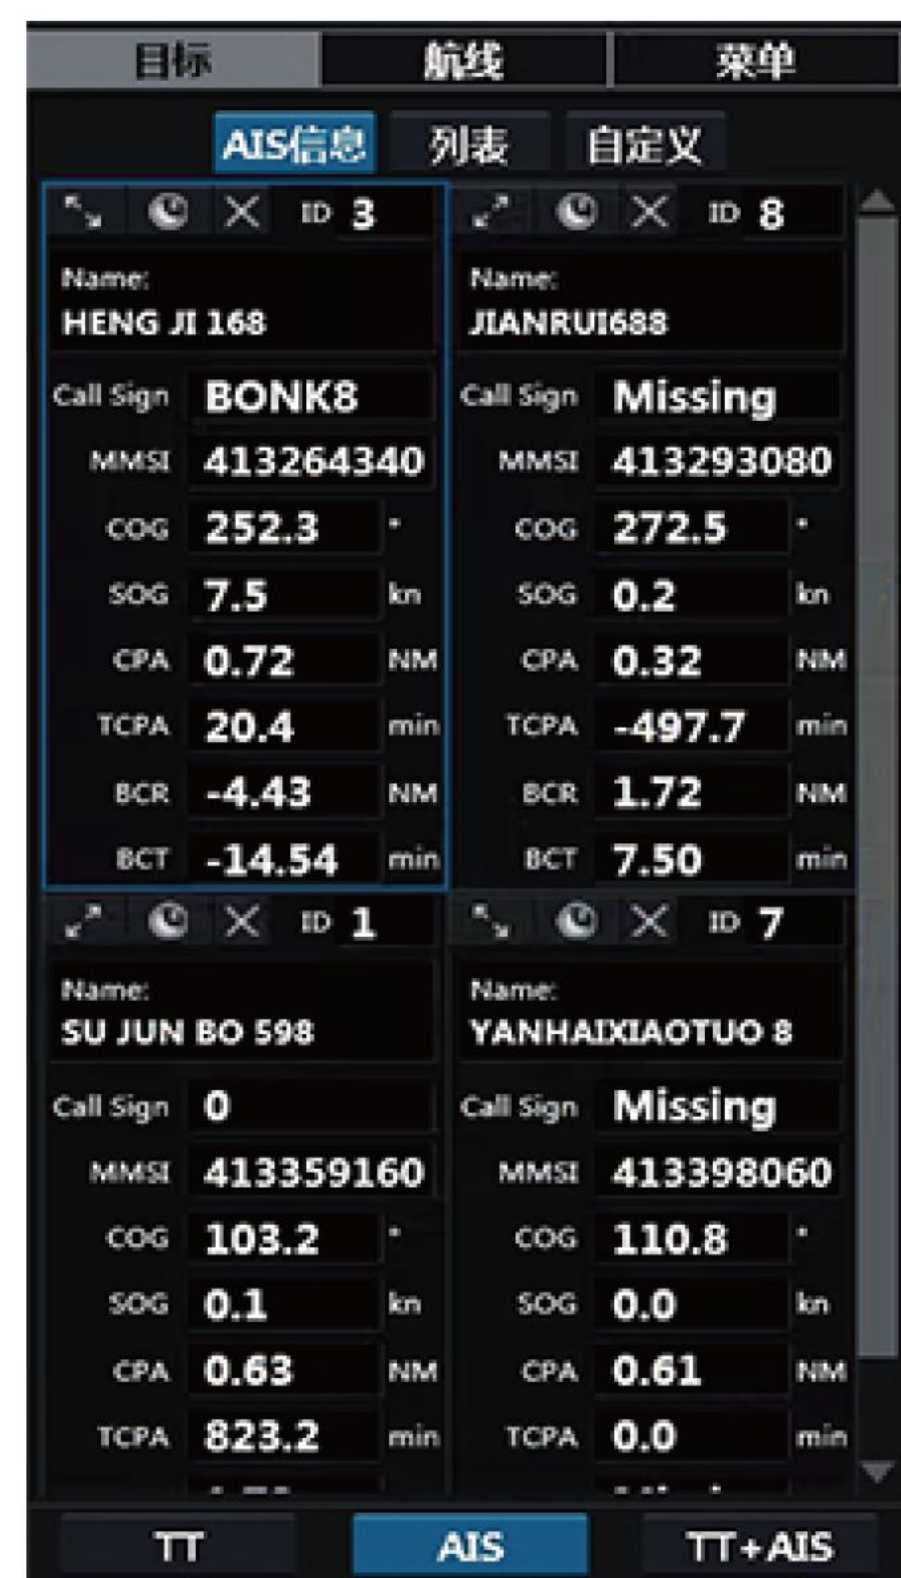 目标 航线 菜单
AIS信息 列表 自定义
ID 3
Name:
HENG JI 168
Call Sign BONK8
MMSI 413264340
COG 252.3 °
SOG 7.5 kn
CPA 0.72 NM
TCPA 20.4 min
BCR -4.43 NM
BCT -14.54 min
ID 8
Name:
JIANRUI688
Call Sign Missing
MMSI 413293080
COG 272.5 °
SOG 0.2 kn
CPA 0.32 NM
TCPA -497.7 min
BCR 1.72 NM
BCT 7.50 min
ID 1
Name:
SU JUN BO 598
Call Sign 0
MMSI 413359160
COG 103.2 °
SOG 0.1 kn
CPA 0.63 NM
TCPA 823.2 min
ID 7
Name:
YANHAIXIAOTUO 8
Call Sign Missing
MMSI 413398060
COG 110.8 °
SOG 0.0 kn
CPA 0.61 NM
TCPA 0.0 min
TT AIS TT+AIS